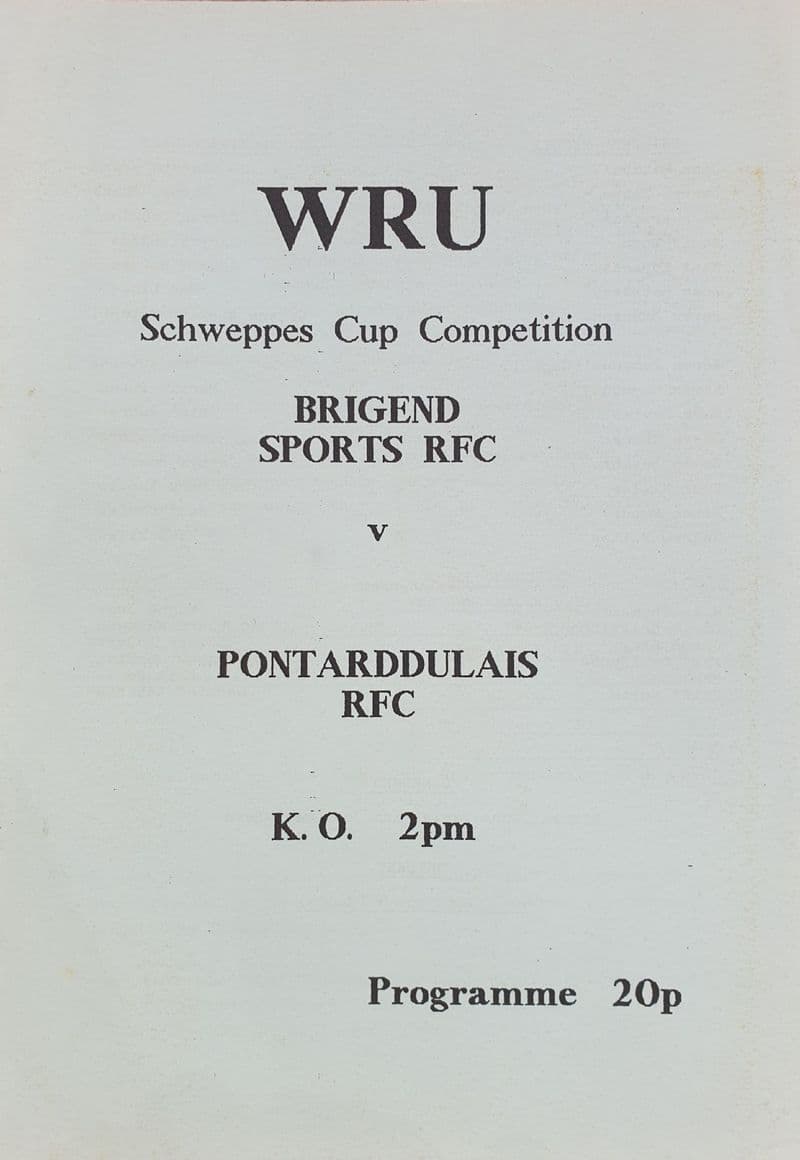 WRU
Schweppes Cup Competition
BRIGEND
SPORTS RFC
v
PONTARDDULAIS
RFC
K. O. 2pm
Programme 20p